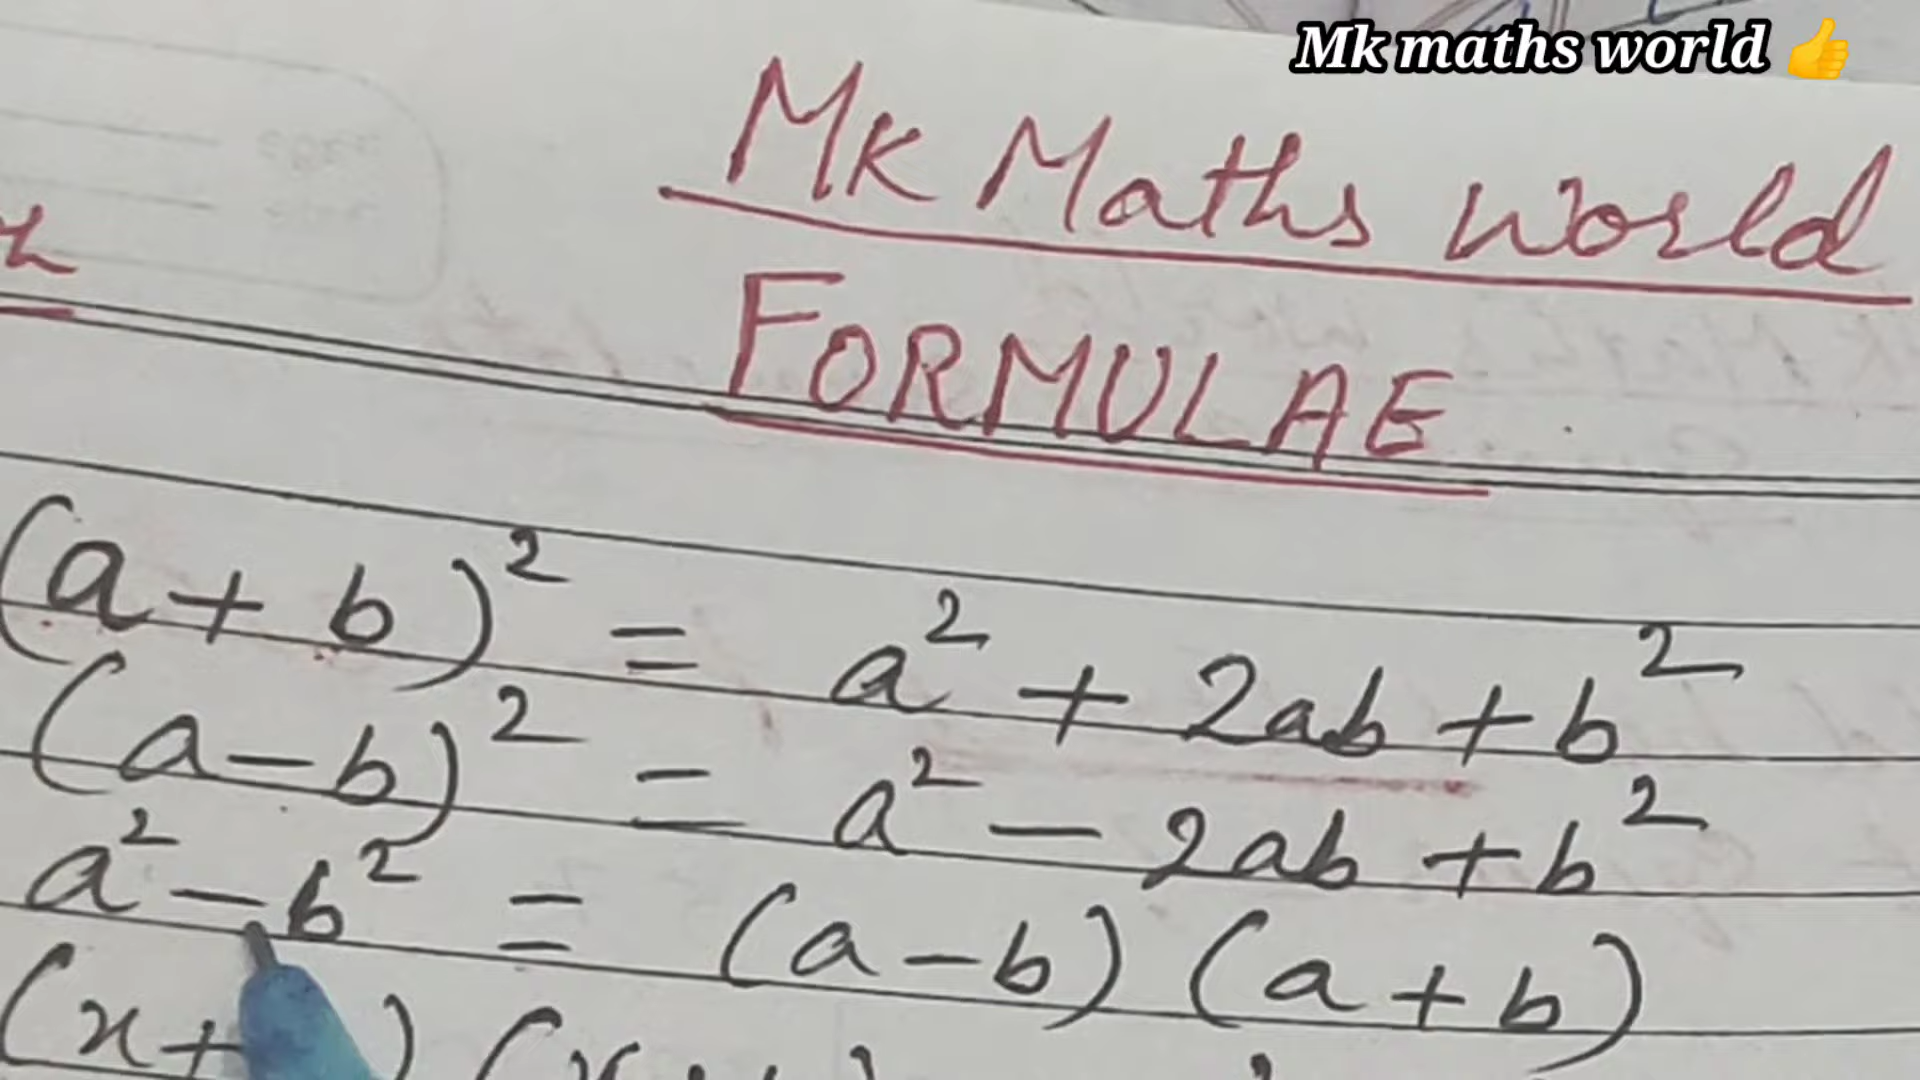 Mk maths world 👍
Mk Maths World
FORMULAE
(a + b)² = a² + 2ab + b²
(a - b)² = a² - 2ab + b²
a² - b² = (a - b) (a + b)
(x +